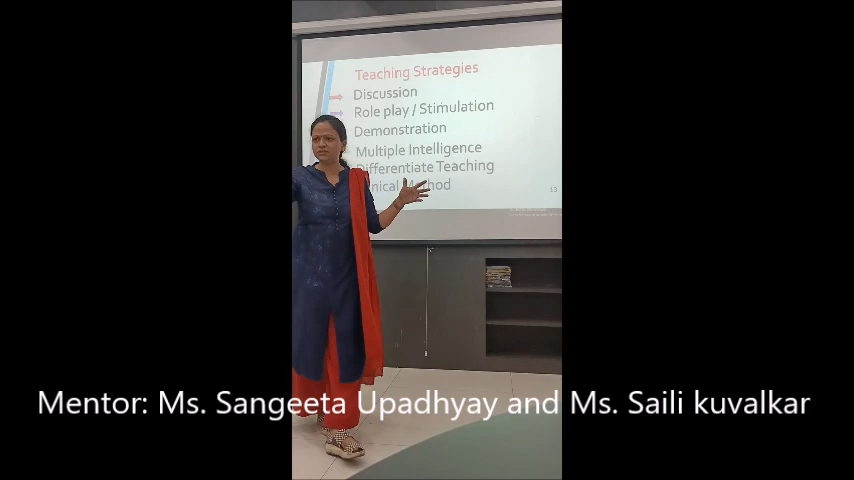 Teaching Strategies
Discussion
Role play / Stimulation
Demonstration
Multiple Intelligence
Differentiate Teaching
13
Mentor: Ms. Sangeeta Upadhyay and Ms. Saili kuvalkar